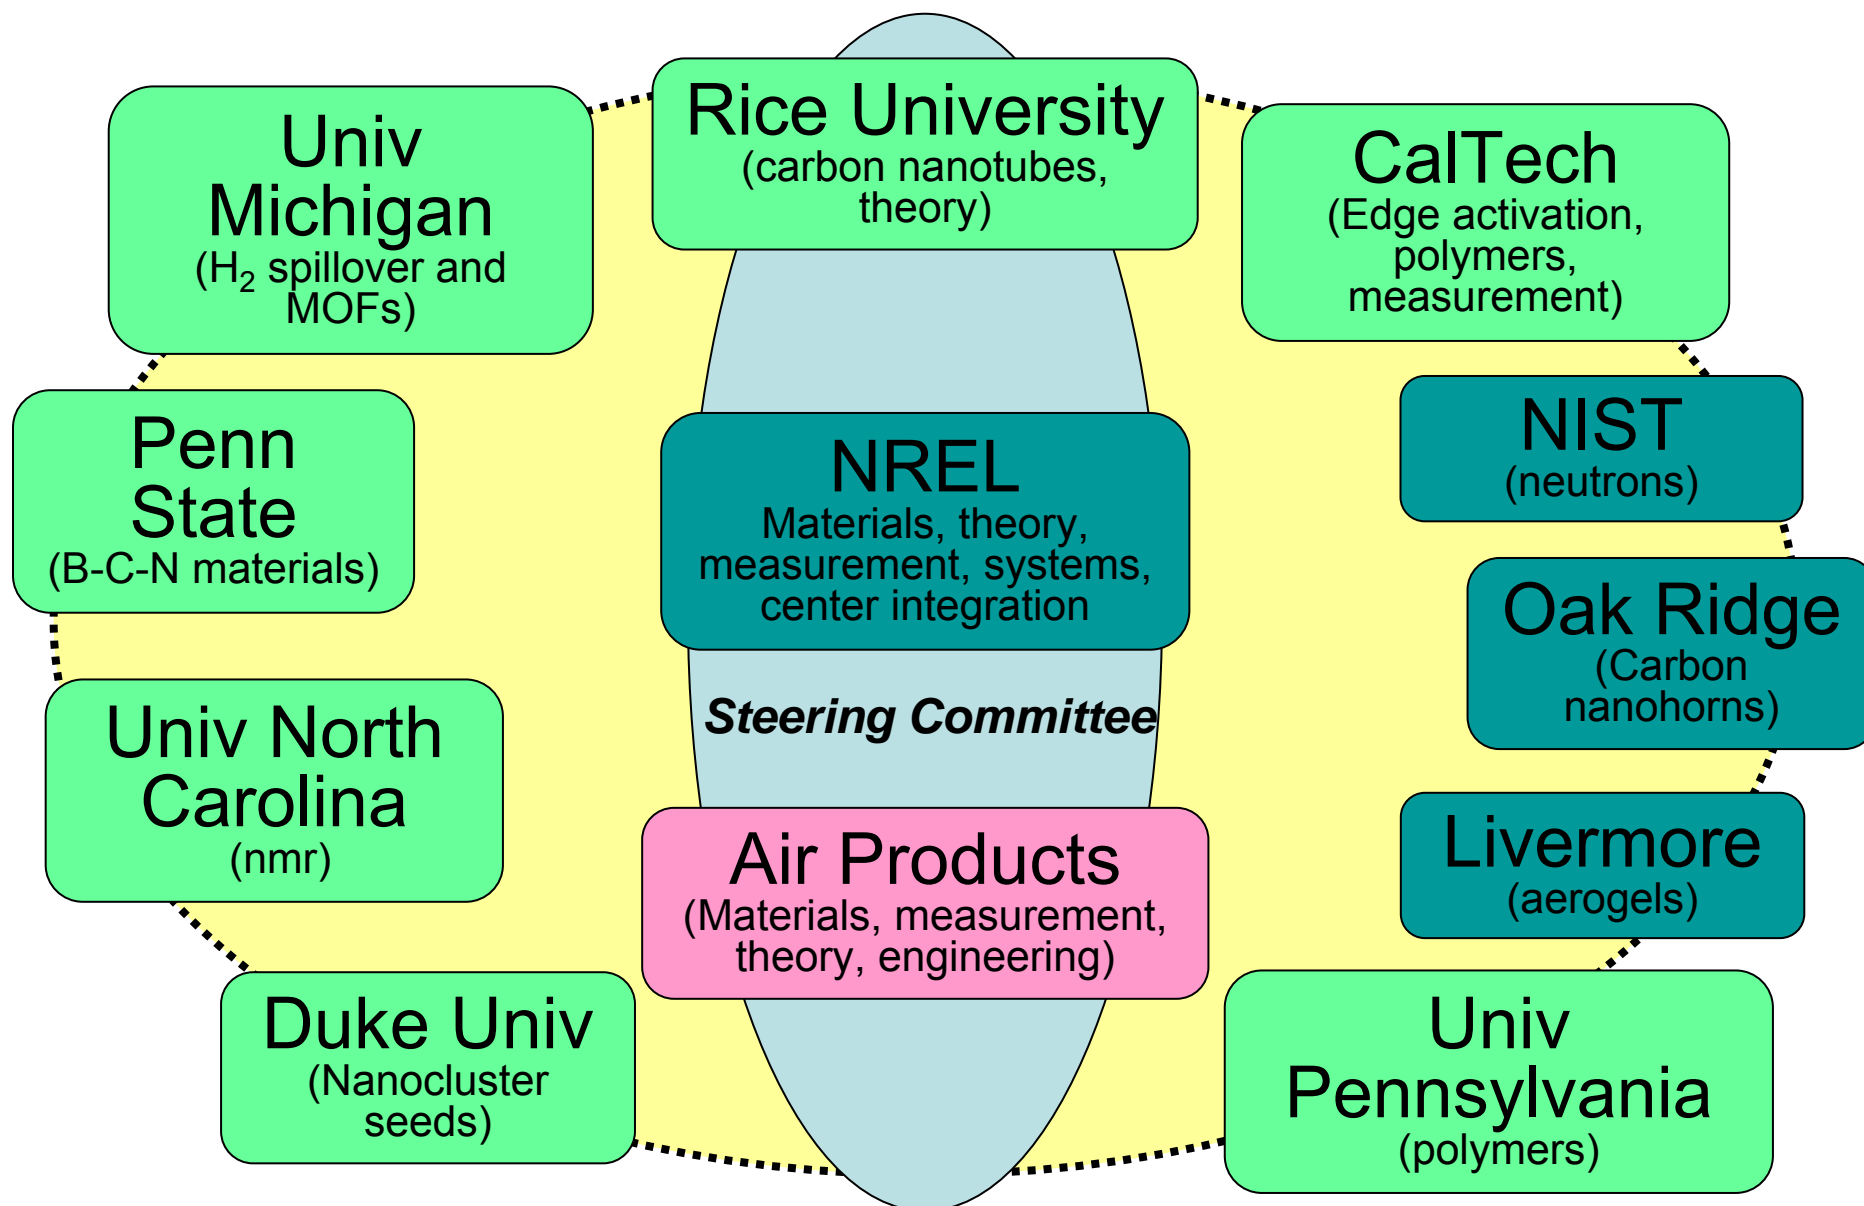 Rice University
(carbon nanotubes,
theory)
Univ
Michigan
(H₂ spillover and
MOFs)
CalTech
(Edge activation,
polymers,
measurement)
Penn
State
(B-C-N materials)
NREL
Materials, theory,
measurement, systems,
center integration
NIST
(neutrons)
Oak Ridge
(Carbon
nanohorns)
Univ North
Carolina
(nmr)
Steering Committee
Air Products
(Materials, measurement,
theory, engineering)
Livermore
(aerogels)
Duke Univ
(Nanocluster
seeds)
Univ
Pennsylvania
(polymers)